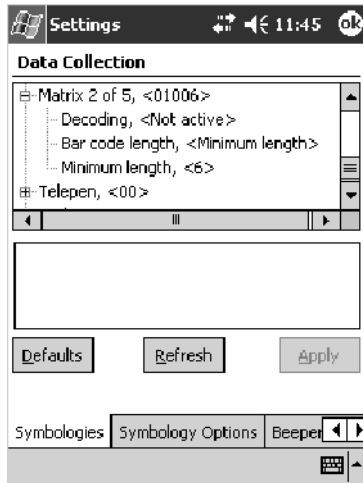 Settings 11:45 ok
Data Collection
Matrix 2 of 5, <01006>
Decoding, <Not active>
Bar code length, <Minimum length>
Minimum length, <6>
Telepen, <00>
Defaults Refresh Apply
Symbologies Symbology Options Beeper